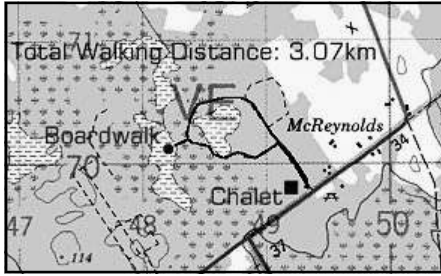 71
Total Walking Distance: 3.07km
VE
McReynolds
34
Boardwalk
70
Chalet
47
48
49
50
37
114